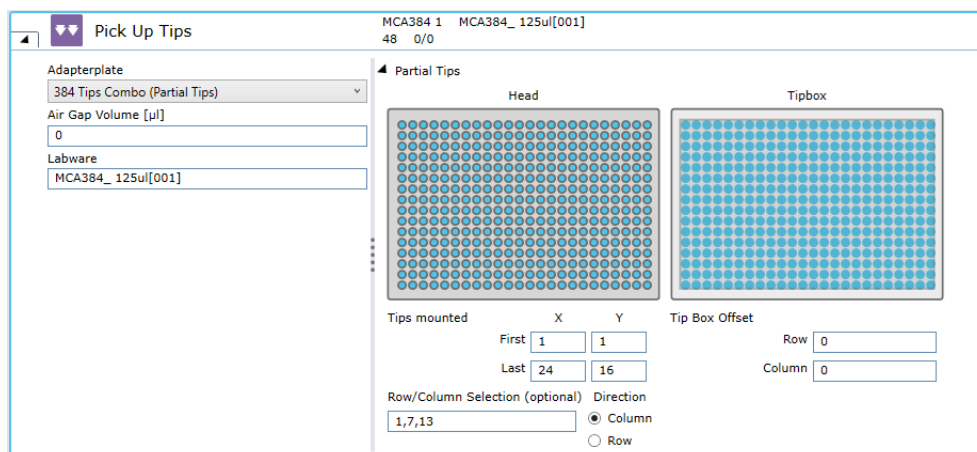 Pick Up Tips
MCA384 1 MCA384_ 125ul[001]
48 0/0
Adapterplate
384 Tips Combo (Partial Tips)
Air Gap Volume [µl]
0
Labware
MCA384_ 125ul[001]
Partial Tips
Head
Tipbox
Tips mounted X Y
First 1 1
Last 24 16
Tip Box Offset
Row 0
Column 0
Row/Column Selection (optional)
1,7,13
Direction
Column
Row